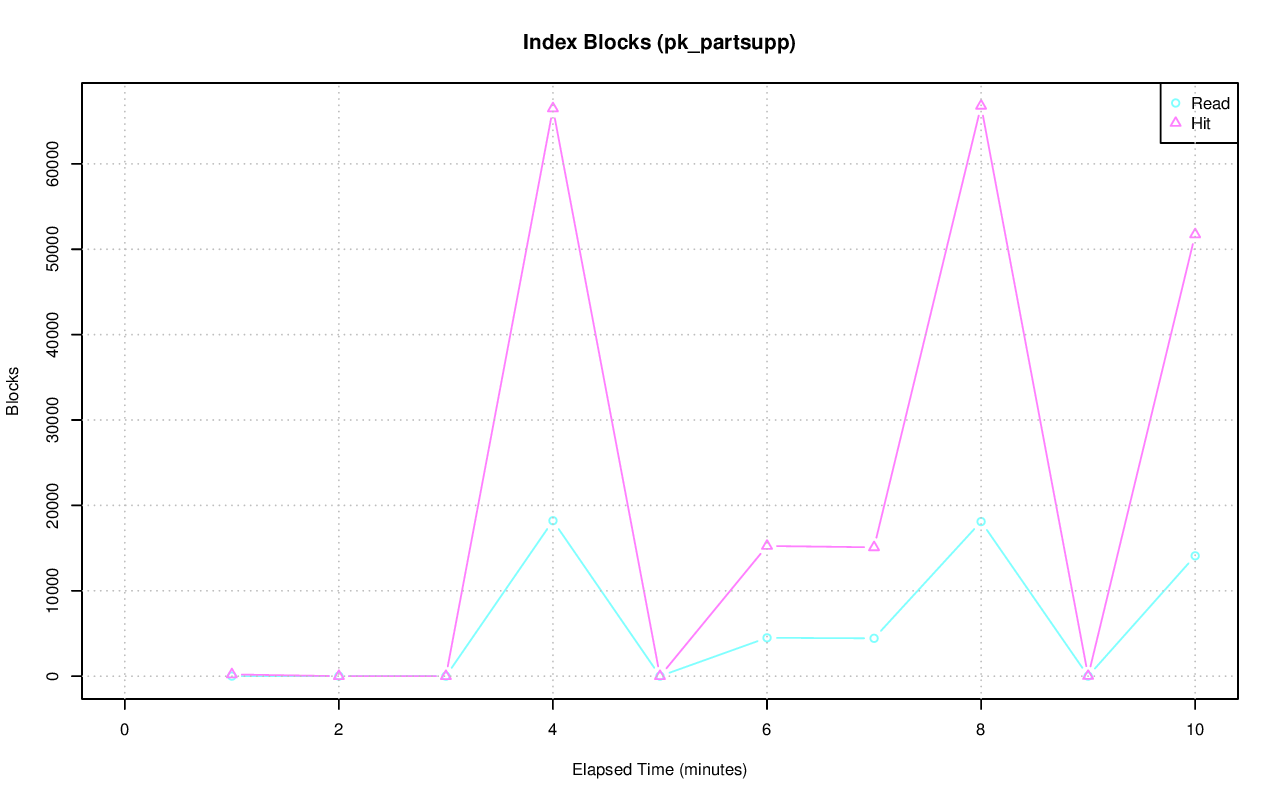 Index Blocks (pk_partsupp)
Read
Hit
60000
50000
40000
30000
20000
10000
0
Blocks
0 2 4 6 8 10
Elapsed Time (minutes)